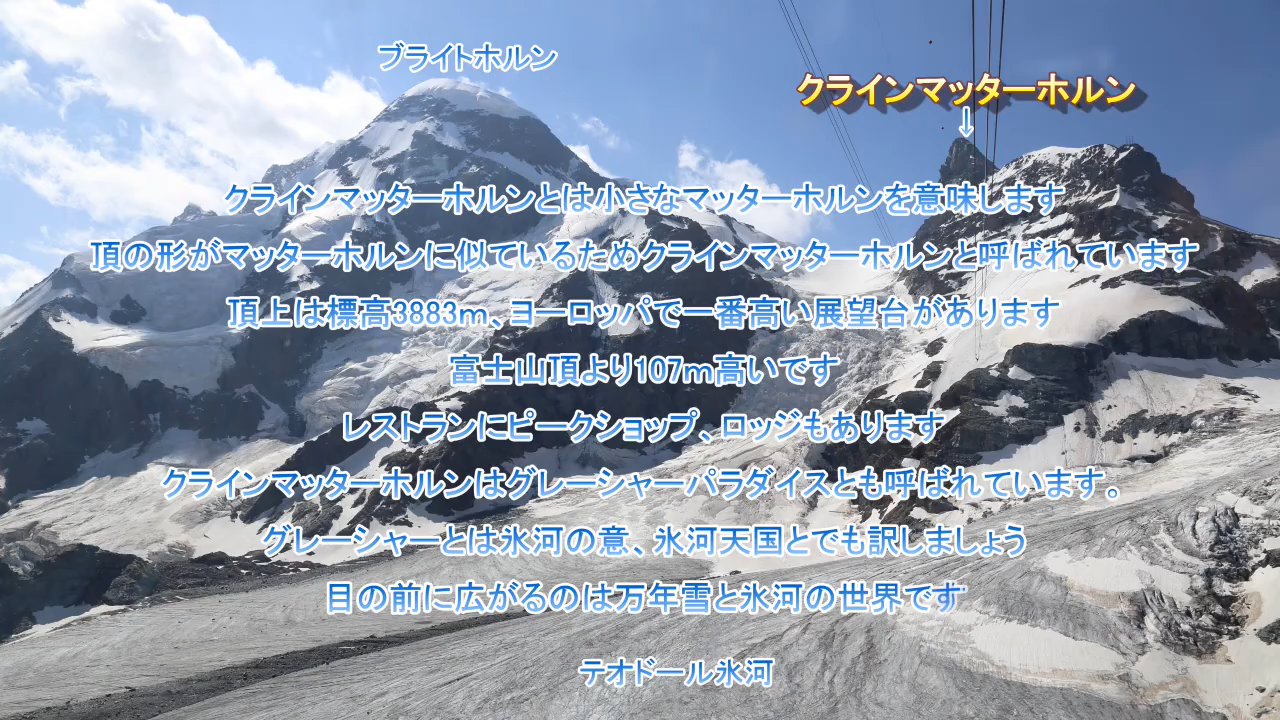 ブライトホルン
クラインマッターホルン
↓
クラインマッターホルンとは小さなマッターホルンを意味します
頂の形がマッターホルンに似ているためクラインマッターホルンと呼ばれています
頂上は標高3883m、ヨーロッパで一番高い展望台があります
富士山頂より107m高いです
レストランにピークショップ、ロッジもあります
クラインマッターホルンはグレーシャーパラダイスとも呼ばれています。
グレーシャーとは氷河の意、氷河天国とでも訳しましょう
目の前に広がるのは万年雪と氷河の世界です
テオドール氷河